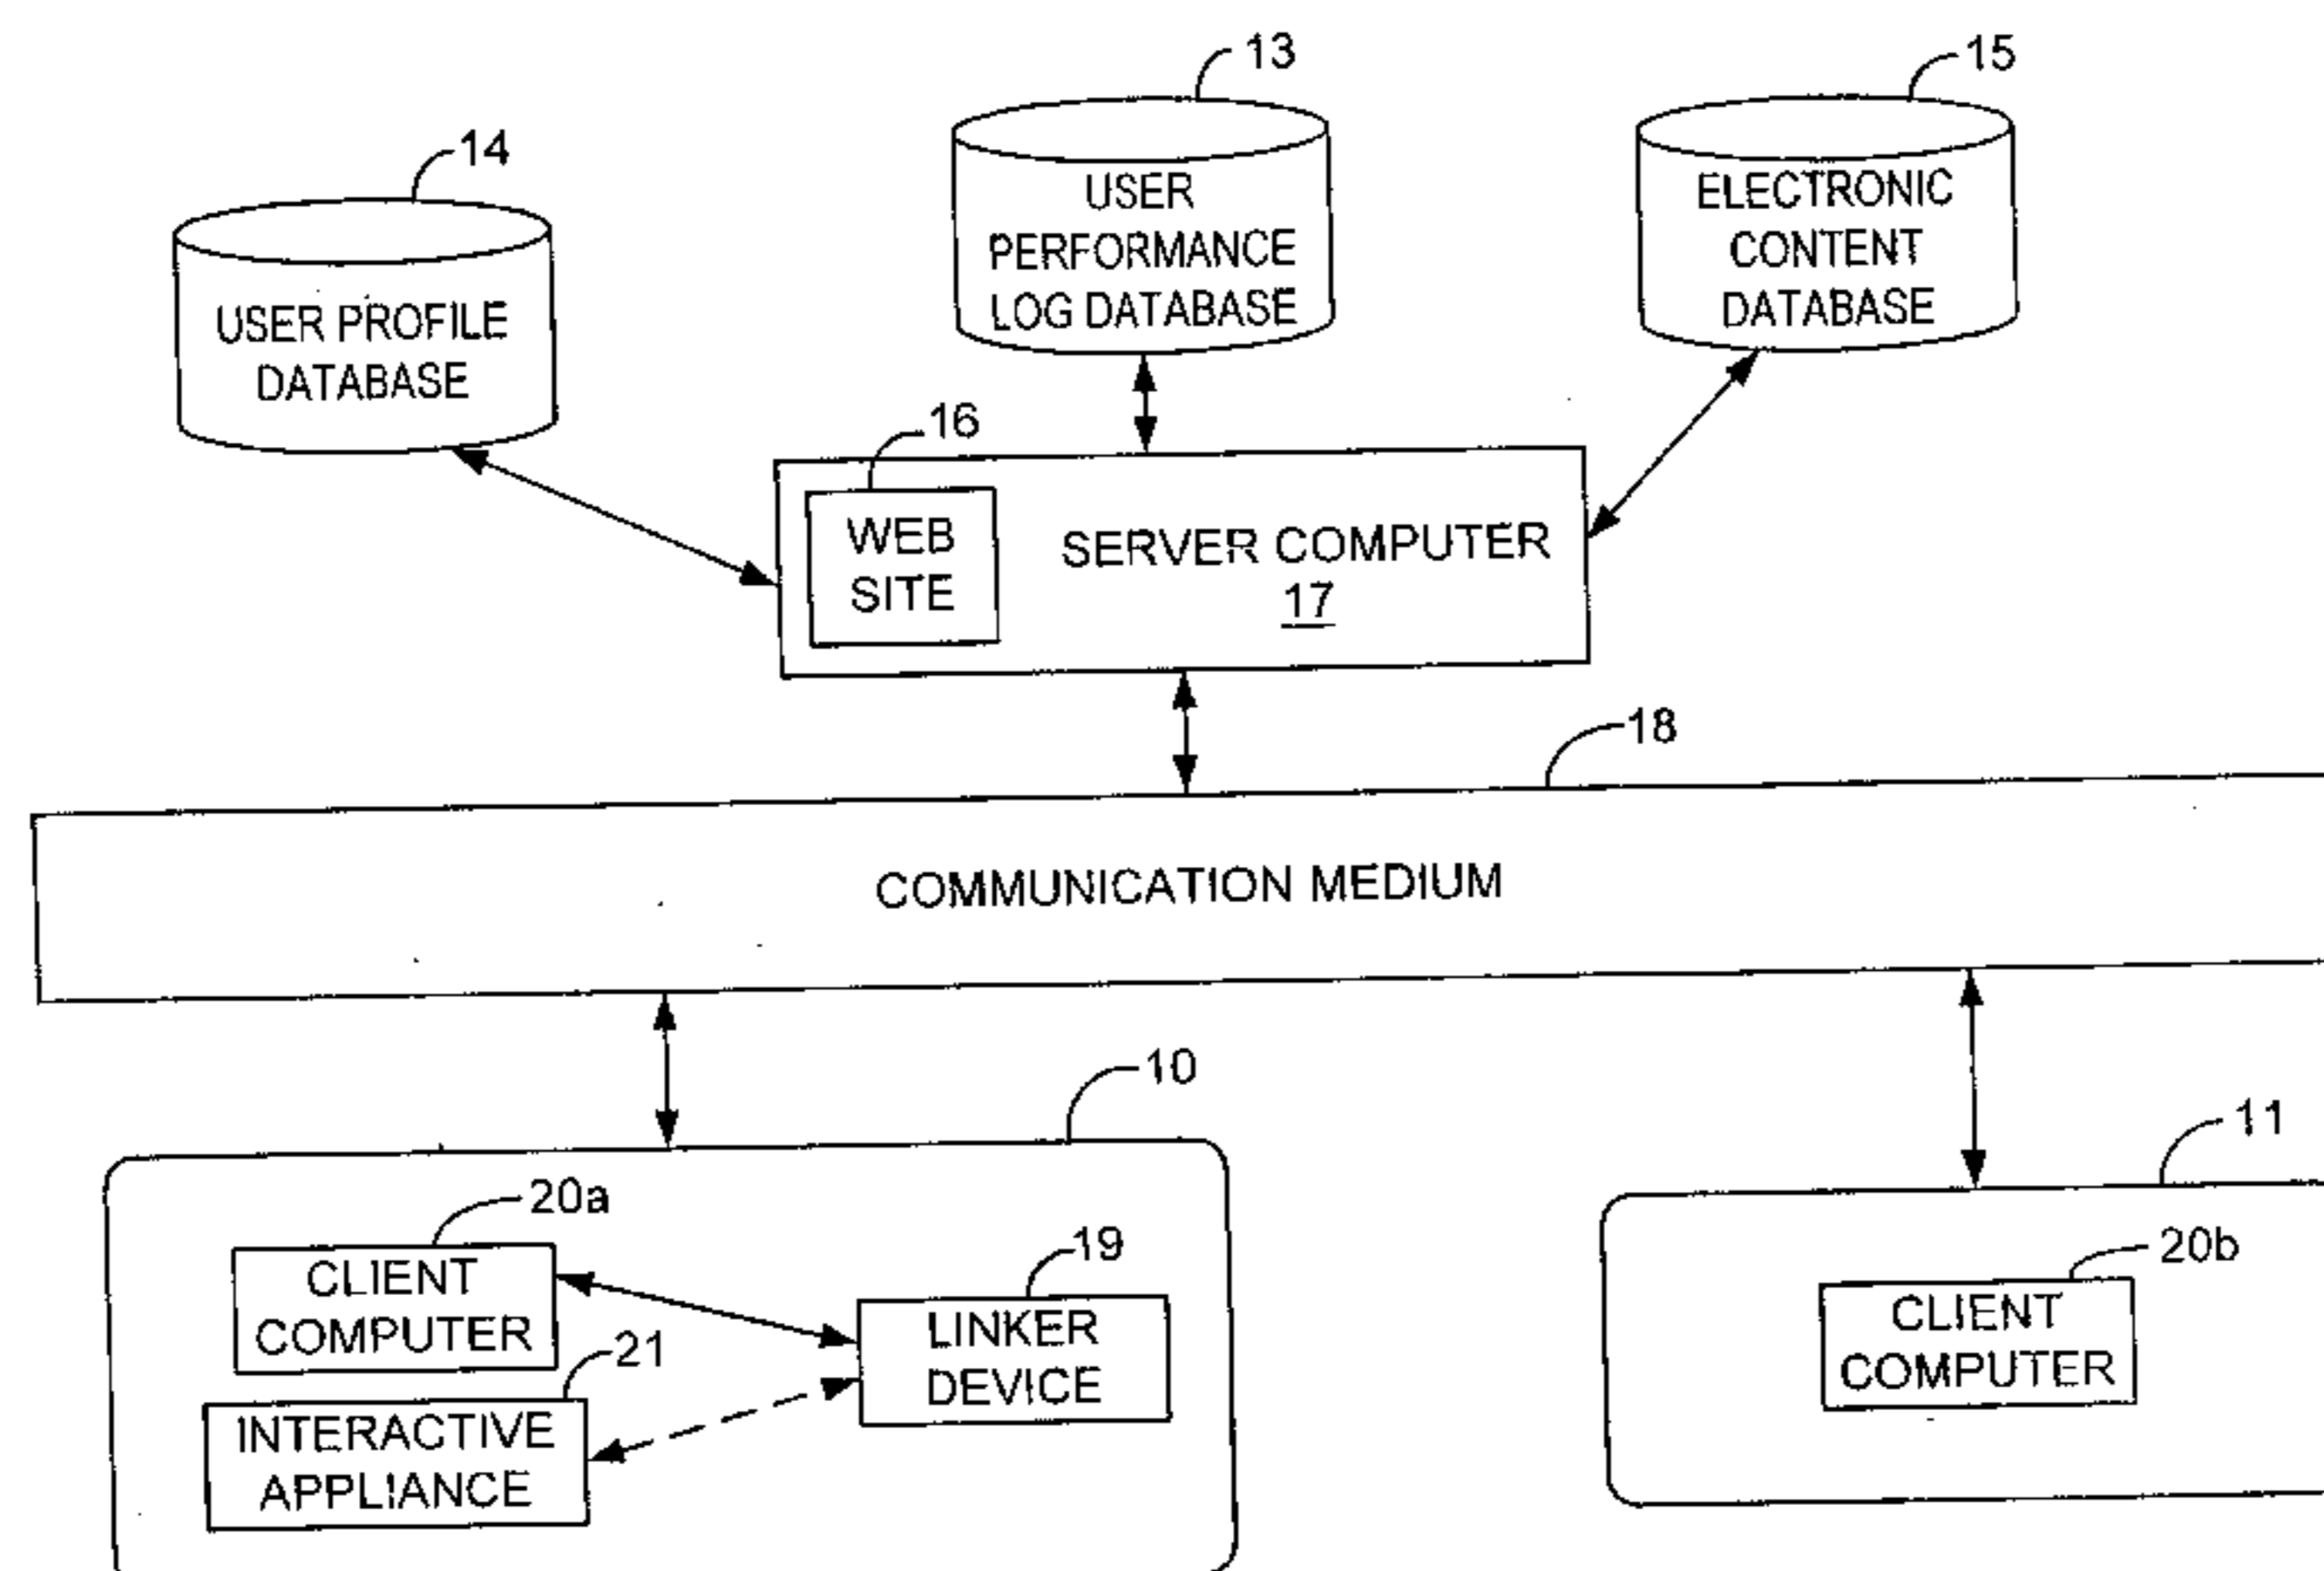 13
15
14
USER
PERFORMANCE
LOG DATABASE
ELECTRONIC
CONTENT
DATABASE
USER PROFILE
DATABASE
16
WEB
SITE
SERVER COMPUTER
17
18
COMMUNICATION MEDIUM
10
11
20a
CLIENT
COMPUTER
19
LINKER
DEVICE
21
INTERACTIVE
APPLIANCE
20b
CLIENT
COMPUTER